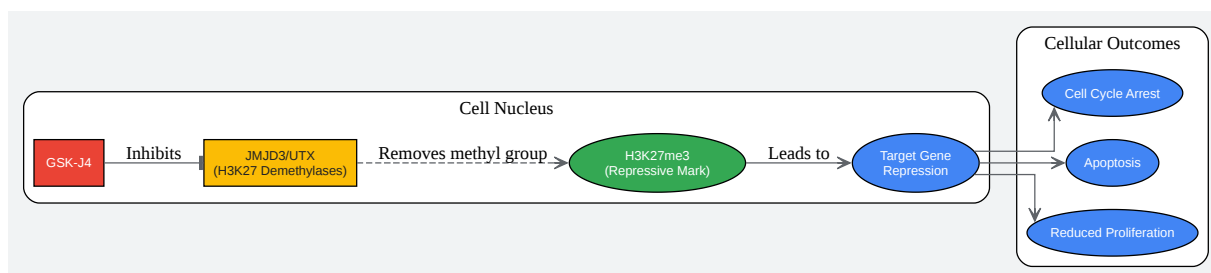 Cellular Outcomes
Cell Nucleus
Cell Cycle Arrest
GSK-J4
Inhibits
JMJD3/UTX
(H3K27 Demethylases)
Removes methyl group
H3K27me3
(Repressive Mark)
Leads to
Target Gene
Repression
Apoptosis
Reduced Proliferation